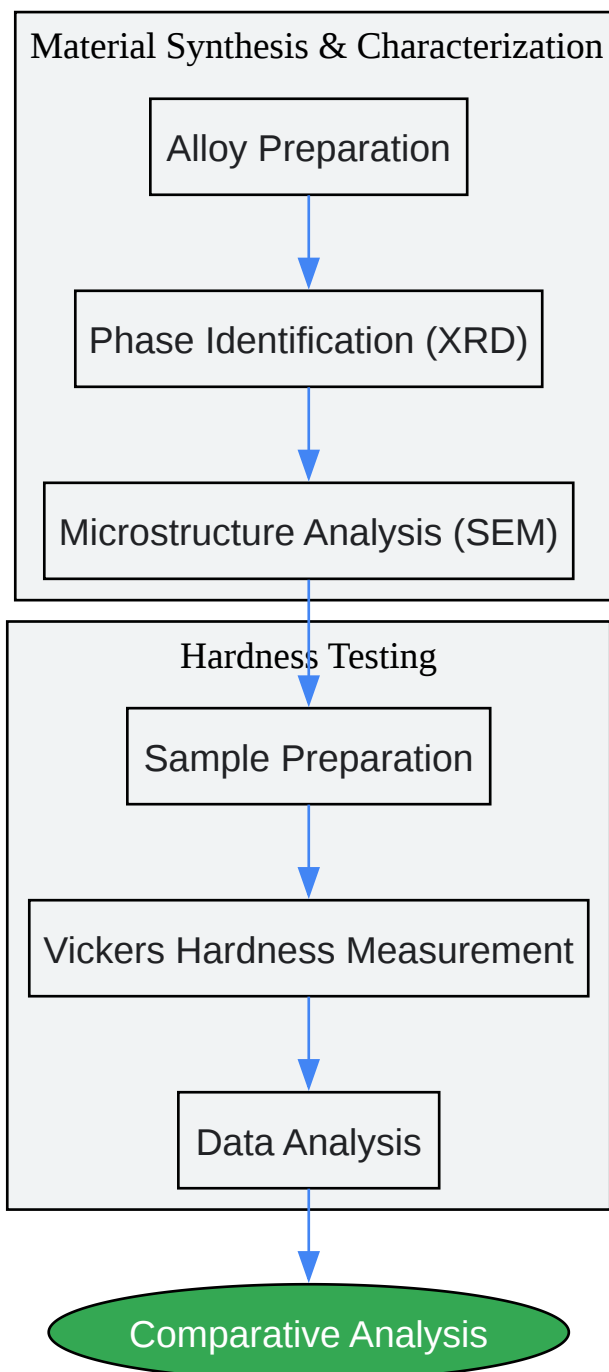 Material Synthesis & Characterization
Alloy Preparation
Phase Identification (XRD)
Microstructure Analysis (SEM)
Hardness Testing
Sample Preparation
Vickers Hardness Measurement
Data Analysis
Comparative Analysis